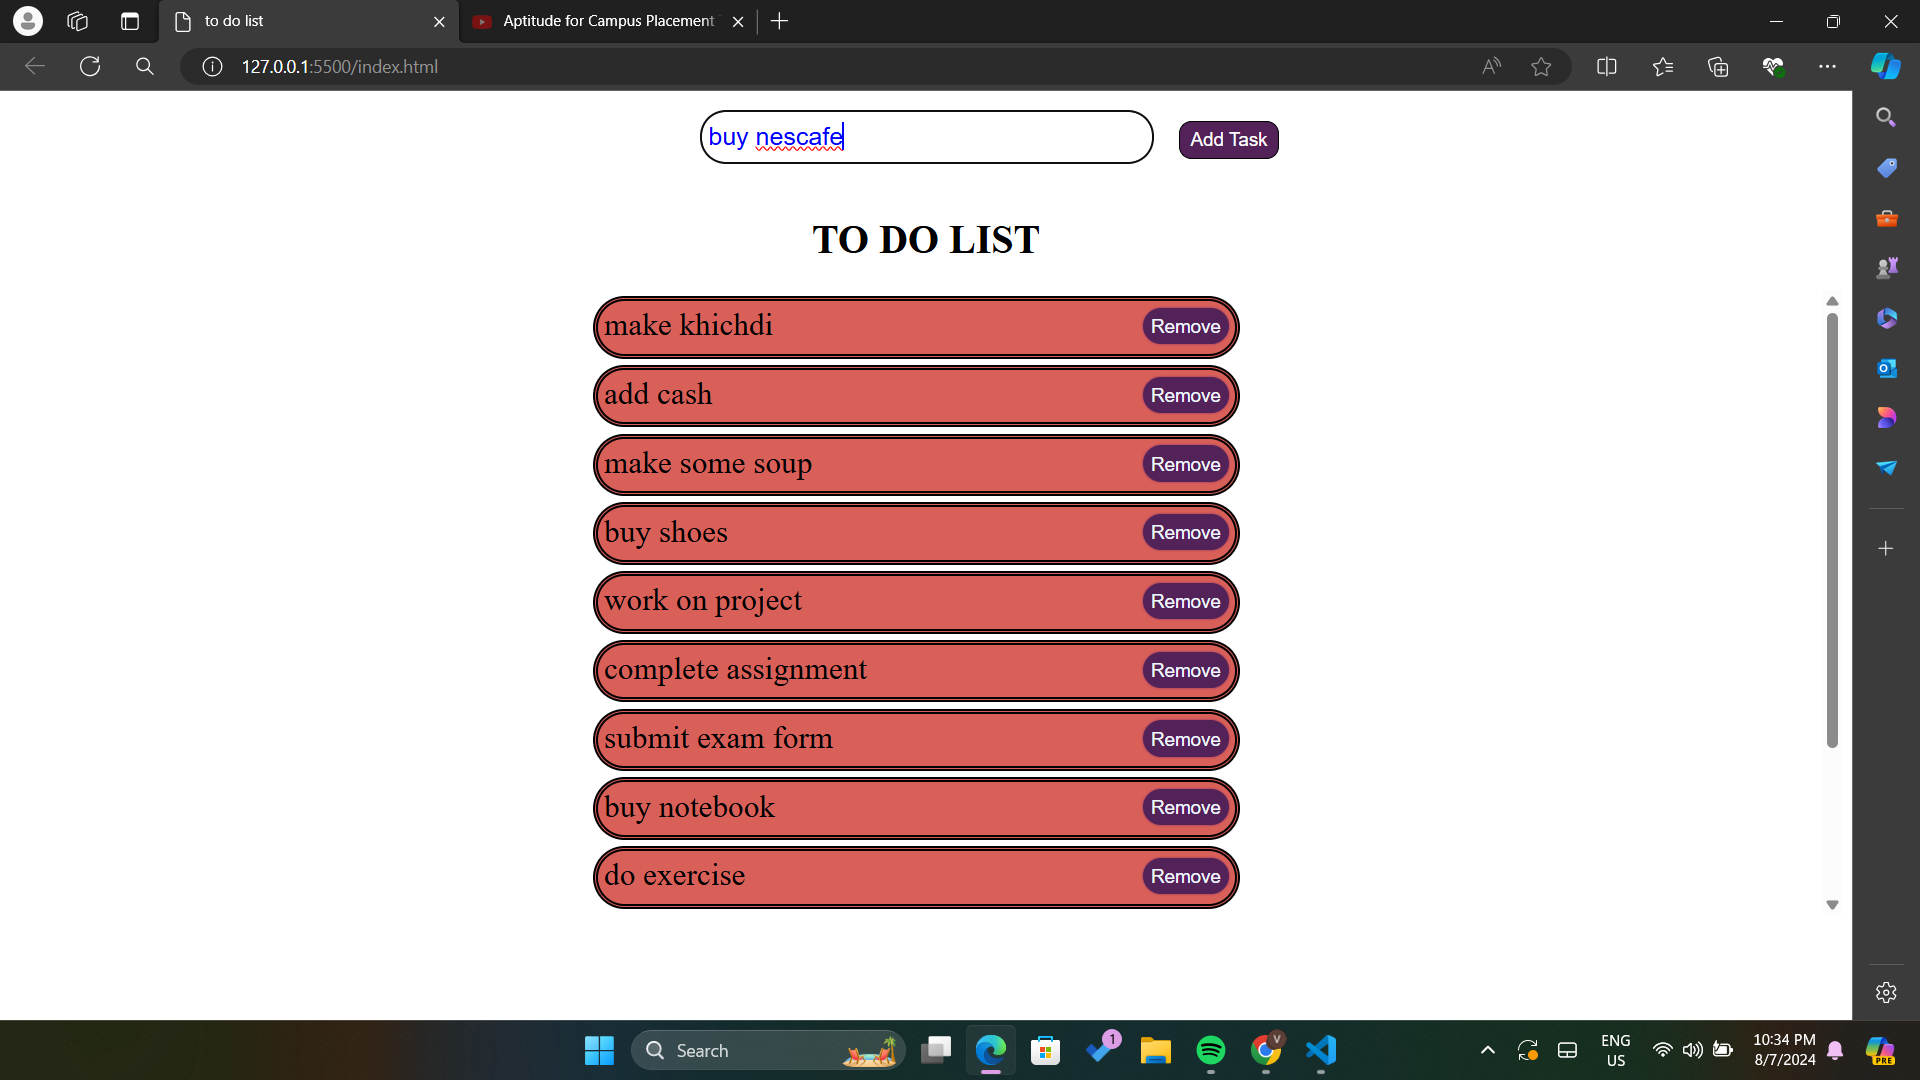 to do list
Aptitude for Campus Placement
127.0.0.1:5500/index.html
buy nescafe
Add Task
TO DO LIST
make khichdi Remove
add cash Remove
make some soup Remove
buy shoes Remove
work on project Remove
complete assignment Remove
submit exam form Remove
buy notebook Remove
do exercise Remove
Search
1
V
ENG
US
10:34 PM
8/7/2024
PRE